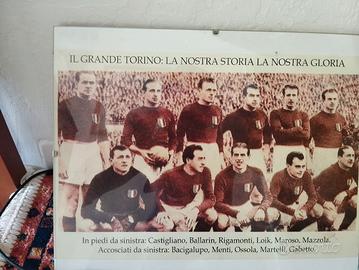 IL GRANDE TORINO: LA NOSTRA STORIA LA NOSTRA GLORIA
In piedi da sinistra: Castigliano, Ballarin, Rigamonti, Loik, Maroso, Mazzola.
Accosciati da sinistra: Bacigalupo, Menti, Ossola, Martelli, Gabetto.
subito